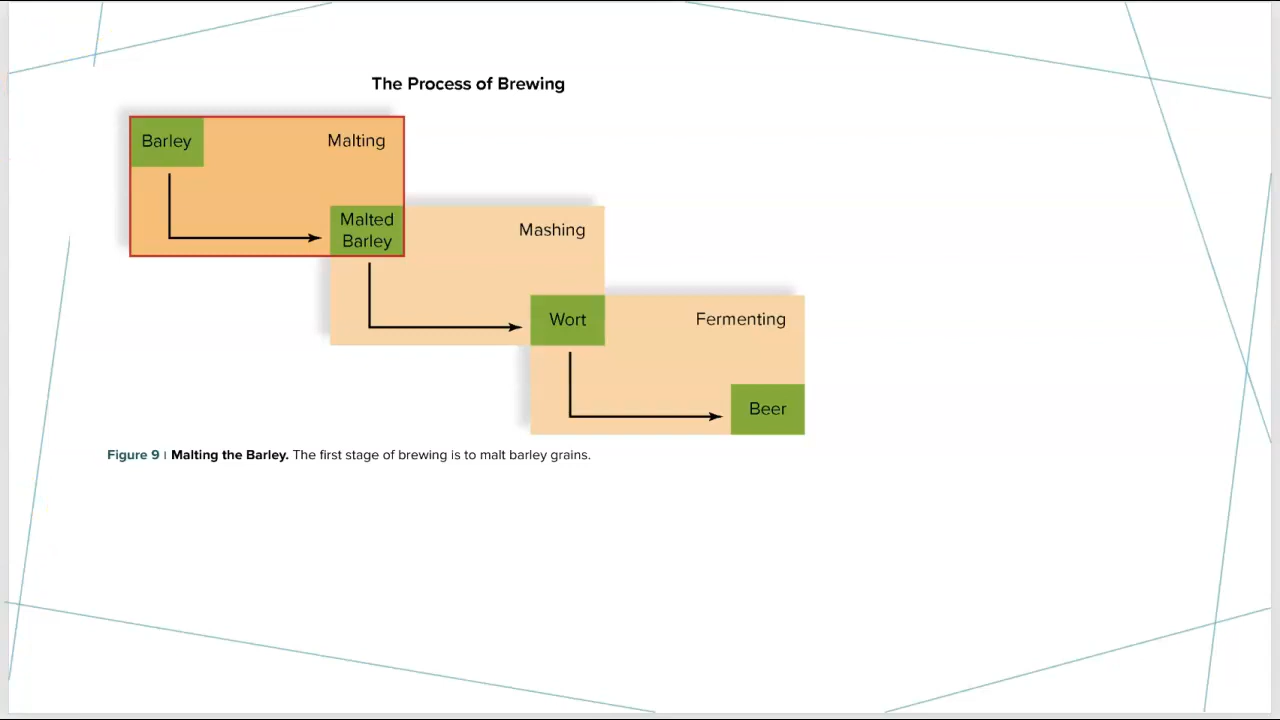 The Process of Brewing
Barley
Malting
Malted
Barley
Mashing
Wort
Fermenting
Beer
Figure 9 | Malting the Barley. The first stage of brewing is to malt barley grains.